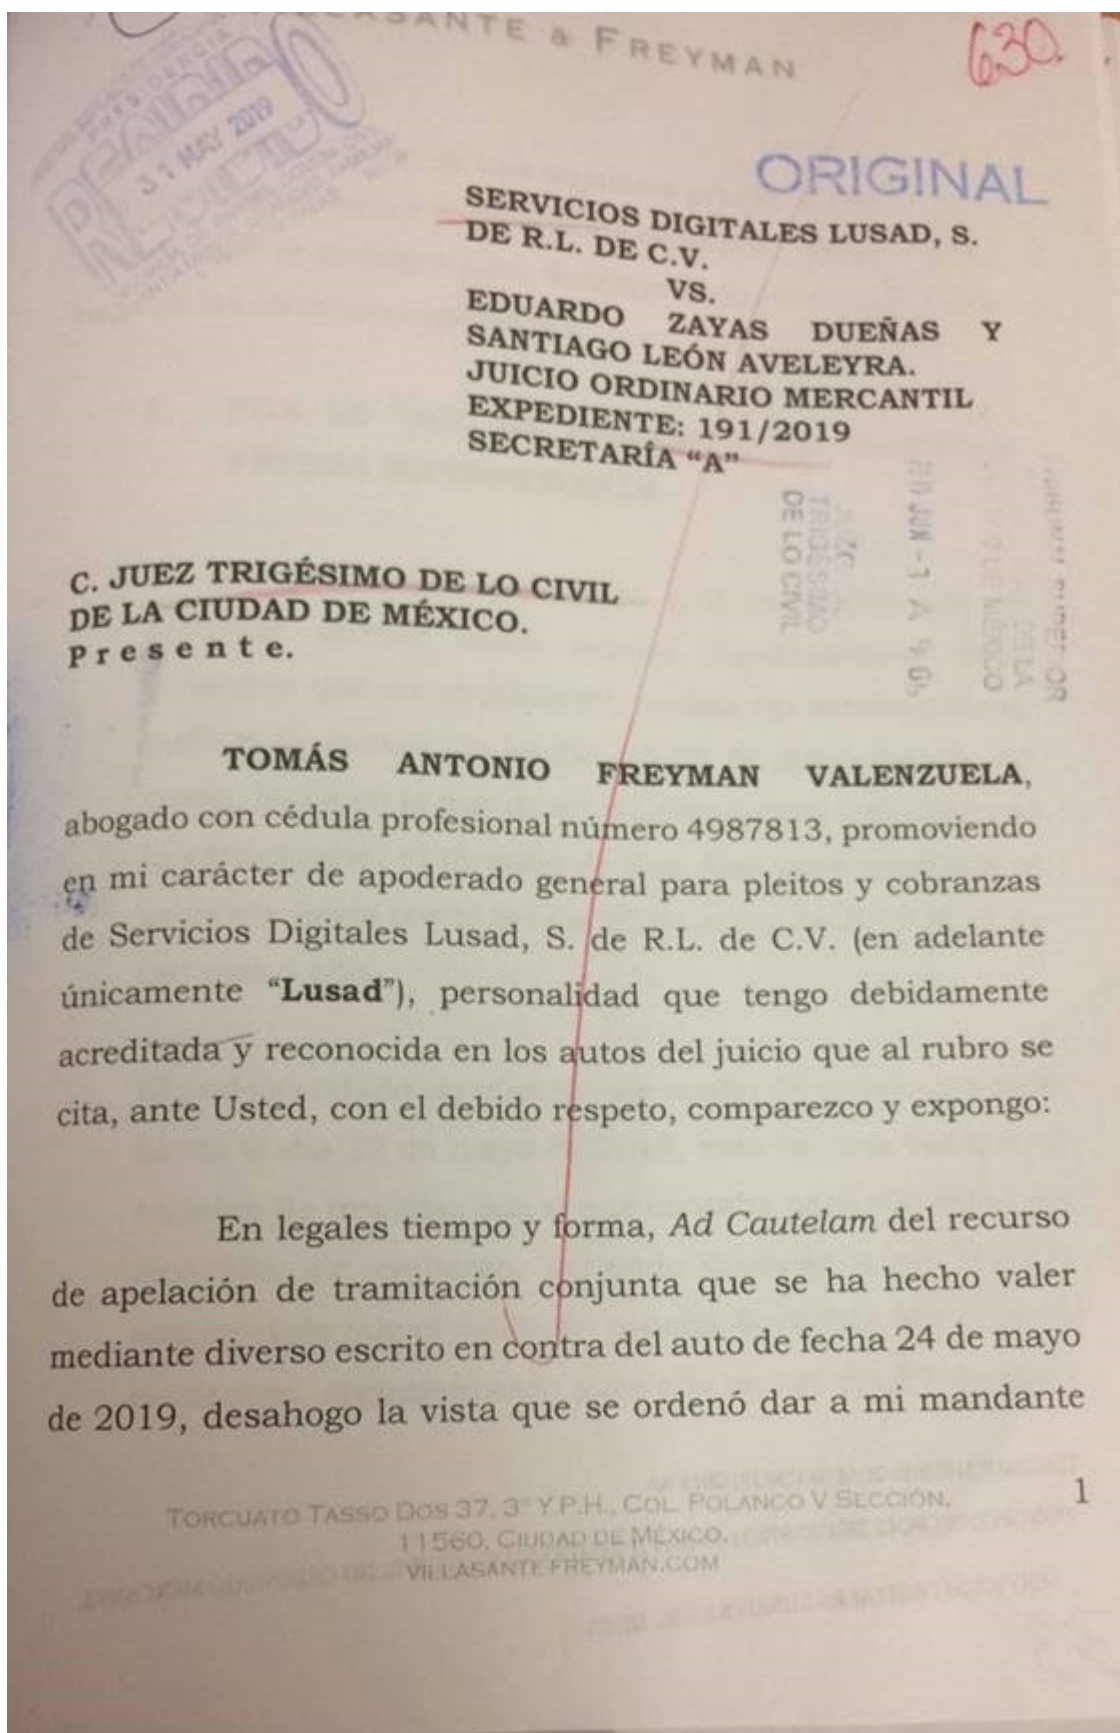 & FREYMAN
630.
31 MAY 2019
ORIGINAL
SERVICIOS DIGITALES LUSAD, S.
DE R.L. DE C.V.
VS.
EDUARDO ZAYAS DUEÑAS Y
SANTIAGO LEÓN AVELEYRA.
JUICIO ORDINARIO MERCANTIL
EXPEDIENTE: 191/2019
SECRETARÍA “A”
TRIGESIMO
DE LO CIVIL
C. JUEZ TRIGÉSIMO DE LO CIVIL
DE LA CIUDAD DE MÉXICO.
P r e s e n t e.
TOMÁS ANTONIO FREYMAN VALENZUELA,
abogado con cédula profesional número 4987813, promoviendo
en mi carácter de apoderado general para pleitos y cobranzas
de Servicios Digitales Lusad, S. de R.L. de C.V. (en adelante
únicamente “Lusad”), personalidad que tengo debidamente
acreditada y reconocida en los autos del juicio que al rubro se
cita, ante Usted, con el debido respeto, comparezco y expongo:
En legales tiempo y forma, Ad Cautelam del recurso
de apelación de tramitación conjunta que se ha hecho valer
mediante diverso escrito en contra del auto de fecha 24 de mayo
de 2019, desahogo la vista que se ordenó dar a mi mandante
1
TORCUATO TASSO DOS 37, 3° Y P.H., COL. POLANCO V SECCIÓN,
11560, CIUDAD DE MÉXICO.
VILLASANTE-FREYMAN.COM